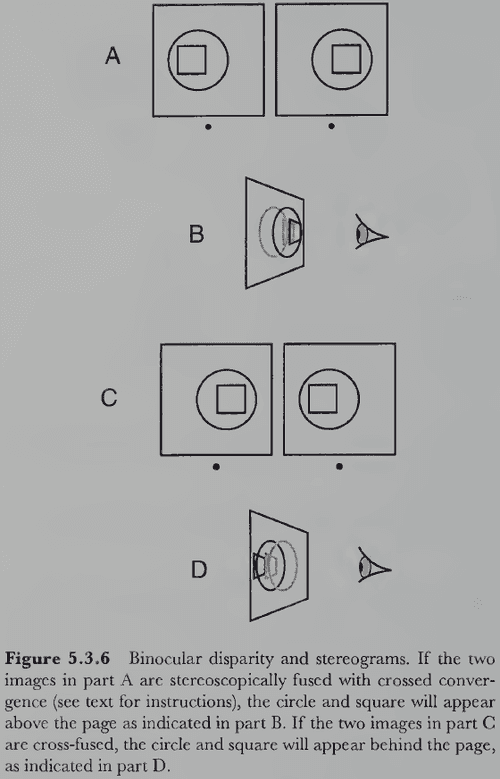 A
B
C
D
Figure 5.3.6 Binocular disparity and stereograms. If the two
images in part A are stereoscopically fused with crossed conver-
gence (see text for instructions), the circle and square will appear
above the page as indicated in part B. If the two images in part C
are cross-fused, the circle and square will appear behind the page,
as indicated in part D.